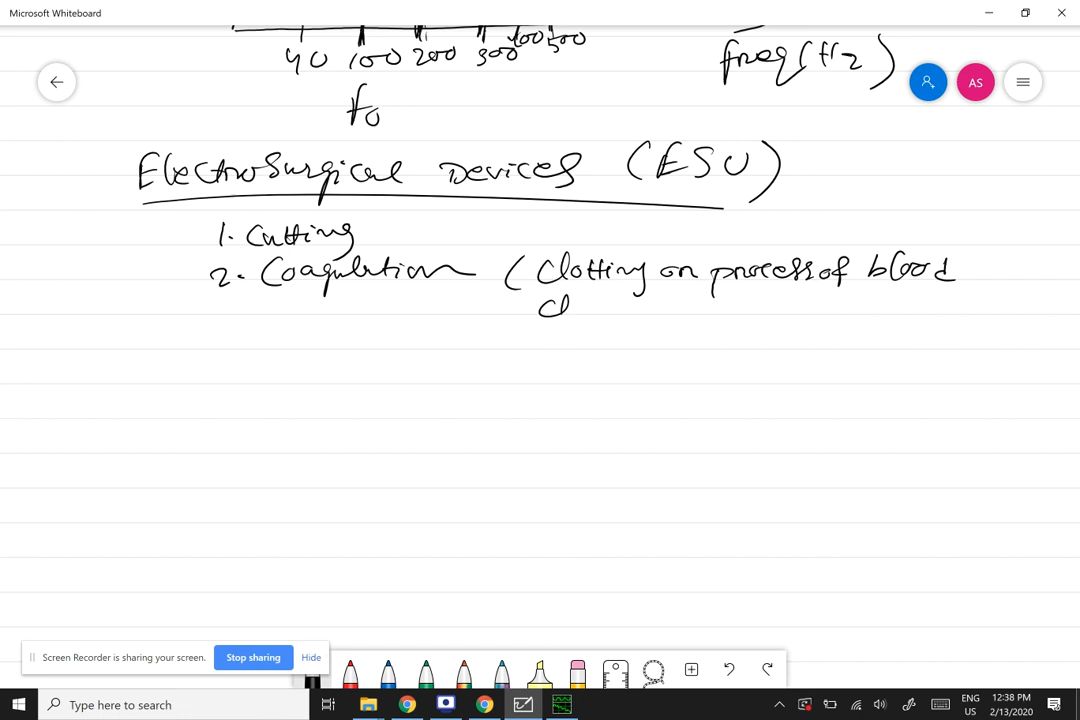 Microsoft Whiteboard
40 100 200 300 400 500
freq (Hz)
f0
AS
ElectroSurgical Devices (ESU)
1. Cutting
2. Coagulation (Clotting on process of blood
cl
Screen Recorder is sharing your screen. Stop sharing Hide
Type here to search
ENG
US
12:38 PM
2/13/2020